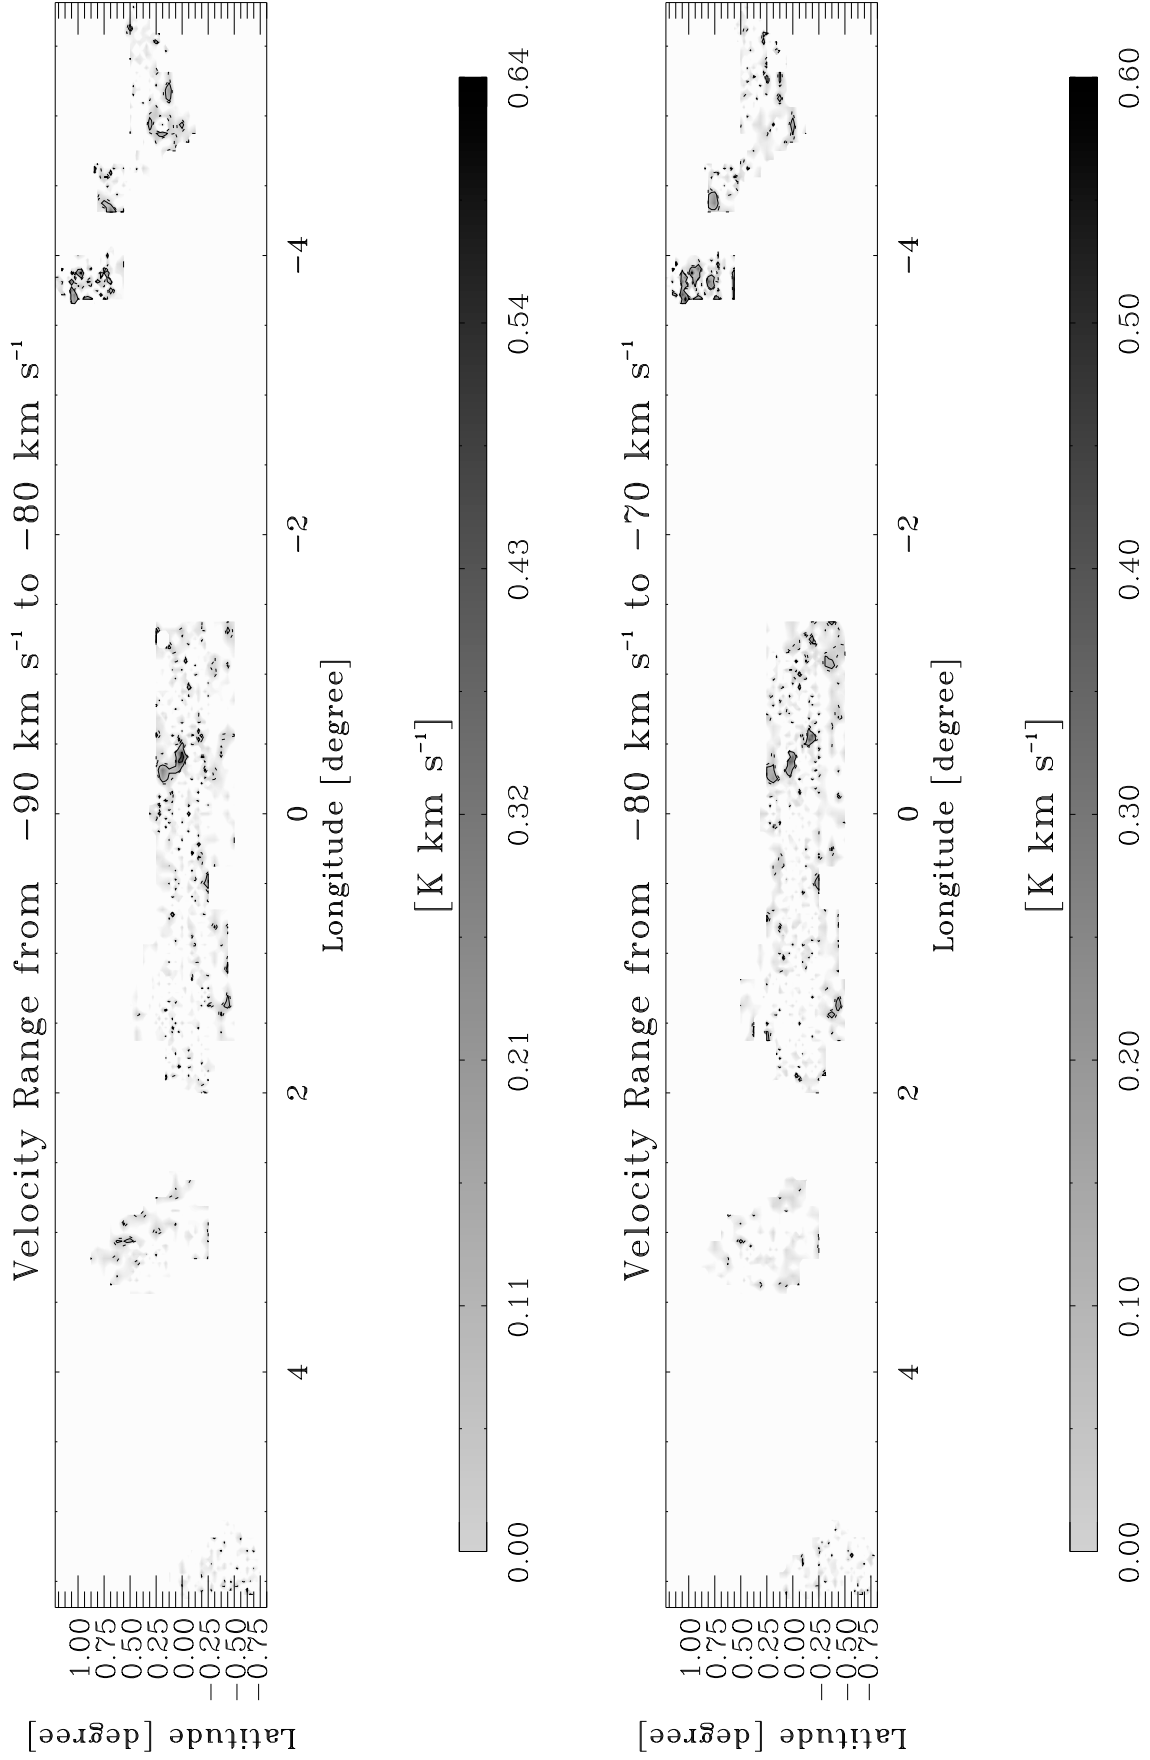 Velocity Range from −90 km s⁻¹ to −80 km s⁻¹
Latitude [degree]
1.00
0.75
0.50
0.25
0.00
−0.25
−0.50
−0.75
4 2 0 −2 −4
Longitude [degree]
[K km s⁻¹]
0.00 0.11 0.21 0.32 0.43 0.54 0.64
Velocity Range from −80 km s⁻¹ to −70 km s⁻¹
Latitude [degree]
1.00
0.75
0.50
0.25
0.00
−0.25
−0.50
−0.75
4 2 0 −2 −4
Longitude [degree]
[K km s⁻¹]
0.00 0.10 0.20 0.30 0.40 0.50 0.60